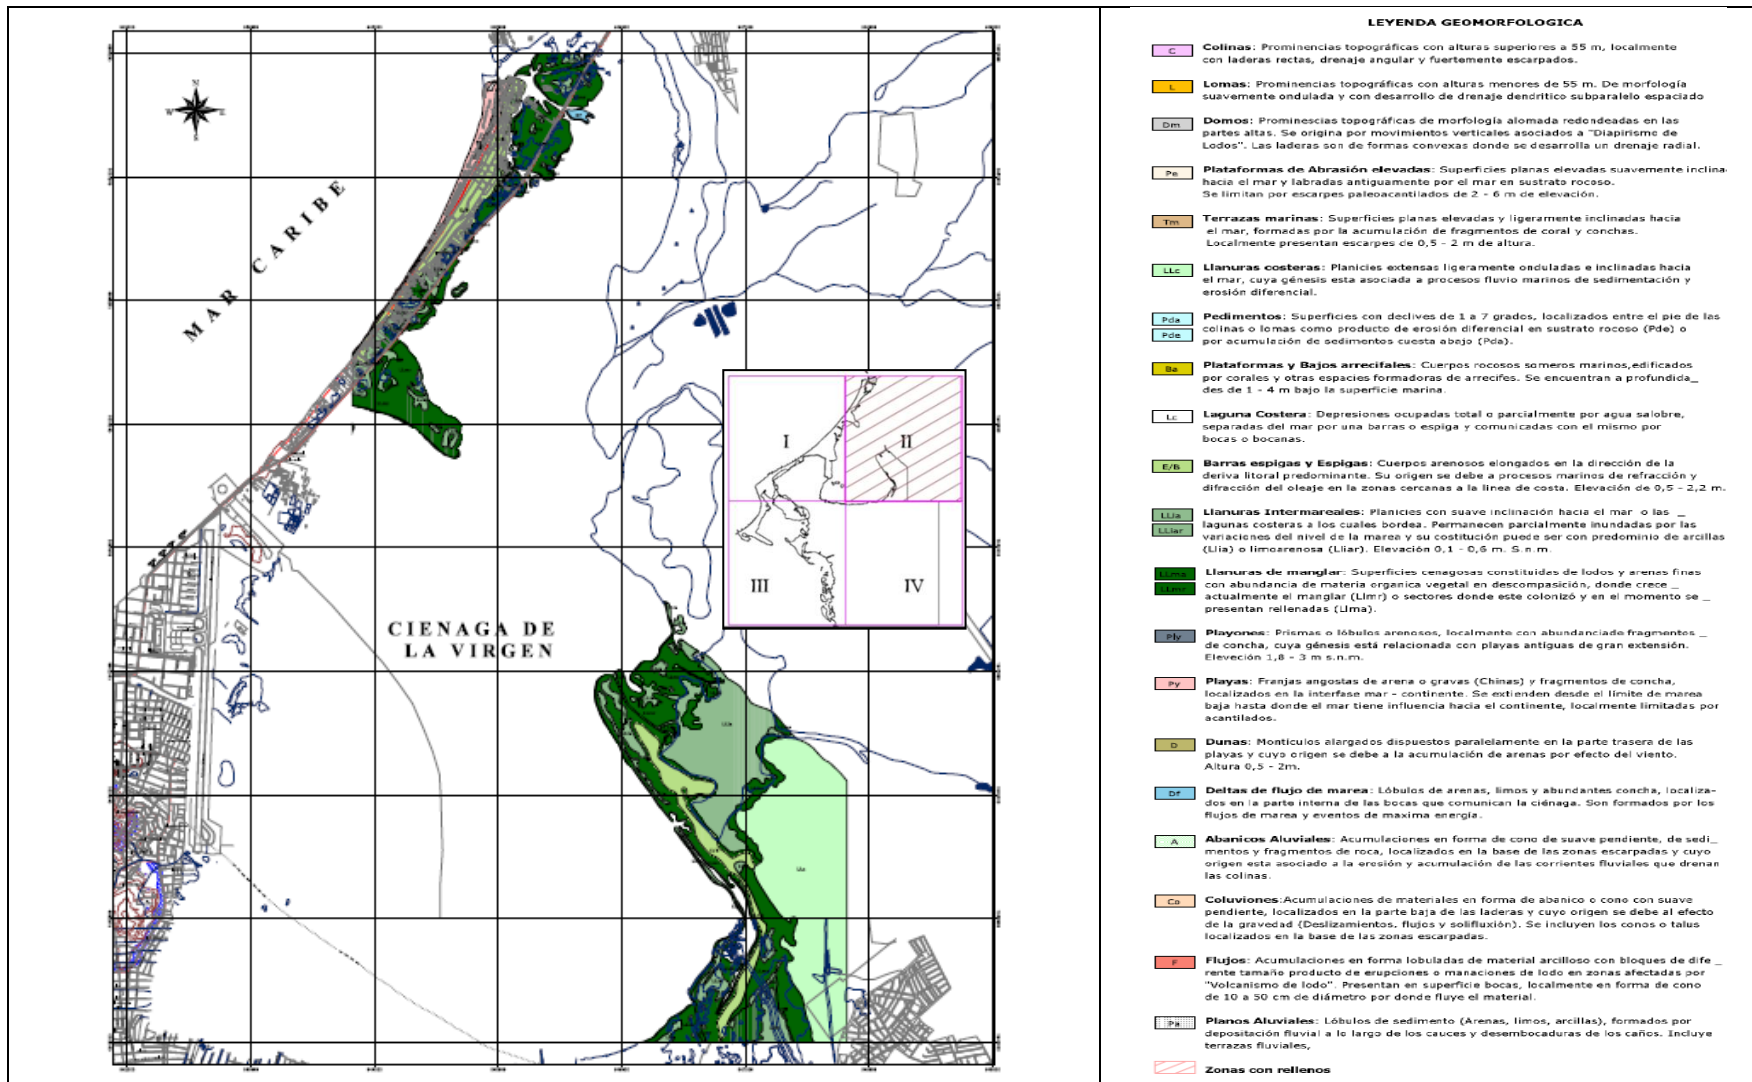 MAR CARIBE
CIENAGA DE
LA VIRGEN
N
W
E
S
I
II
III
IV
LEYENDA GEOMORFOLOGICA
C
Colinas: Prominencias topográficas con alturas superiores a 55 m, localmente
con laderas rectas, drenaje angular y fuertemente escarpados.
L
Lomas: Prominencias topográficas con alturas menores de 55 m. De morfología
suavemente ondulada y con desarrollo de drenaje dendritico subparalelo espaciado
Dm
Domos: Prominescias topográficas de morfología alomada redondeadas en las
partes altas. Se origina por movimientos verticales asociados a "Diapirismo de
Lodos". Las laderas son de formas convexas donde se desarrolla un drenaje radial.
Pe
Plataformas de Abrasión elevadas: Superficies planas elevadas suavemente inclina
hacia el mar y labradas antiguamente por el mar en sustrato rocoso.
Se limitan por escarpes paleoacantilados de 2 - 6 m de elevación.
Tm
Terrazas marinas: Superficies planas elevadas y ligeramente inclinadas hacia
el mar, formadas por la acumulación de fragmentos de coral y conchas.
Localmente presentan escarpes de 0,5 - 2 m de altura.
LLc
Llanuras costeras: Planicies extensas ligeramente onduladas e inclinadas hacia
el mar, cuya génesis esta asociada a procesos fluvio marinos de sedimentación y
erosión diferencial.
Pda
Pde
Pedimentos: Superficies con declives de 1 a 7 grados, localizados entre el pie de las
colinas o lomas como producto de erosión diferencial en sustrato rocoso (Pde) o
por acumulación de sedimentos cuesta abajo (Pda).
Ba
Plataformas y Bajos arrecifales: Cuerpos rocosos someros marinos,edificados
por corales y otras espacies formadoras de arrecifes. Se encuentran a profundida_
des de 1 - 4 m bajo la superficie marina.
Lc
Laguna Costera: Depresiones ocupadas total o parcialmente por agua salobre,
separadas del mar por una barras o espiga y comunicadas con el mismo por
bocas o bocanas.
E/B
Barras espigas y Espigas: Cuerpos arenosos elongados en la dirección de la
deriva litoral predominante. Su origen se debe a procesos marinos de refracción y
difracción del oleaje en la zonas cercanas a la linea de costa. Elevación de 0,5 - 2,2 m.
LLia
LLiar
Llanuras Intermareales: Planicies con suave inclinación hacia el mar o las _
lagunas costeras a los cuales bordea. Permanecen parcialmente inundadas por las
variaciones del nivel de la marea y su costitución puede ser con predominio de arcillas
(Llia) o limoarenosa (Lliar). Elevación 0,1 - 0,6 m. S.n.m.
LLma
LLmr
Llanuras de manglar: Superficies cenagosas constituidas de lodos y arenas finas
con abundancia de materia organica vegetal en descomposición, donde crece _
actualmente el manglar (Llmr) o sectores donde este colonizó y en el momento se _
presentan rellenadas (Llma).
Ply
Playones: Prismas o lóbulos arenosos, localmente con abundanciade fragmentos _
de concha, cuya génesis está relacionada con playas antiguas de gran extensión.
Eleveción 1,8 - 3 m s.n.m.
Py
Playas: Franjas angostas de arena o gravas (Chinas) y fragmentos de concha,
localizados en la interfase mar - continente. Se extienden desde el límite de marea
baja hasta donde el mar tiene influencia hacia el continente, localmente limitadas por
acantilados.
D
Dunas: Montículos alargados dispuestos paralelamente en la parte trasera de las
playas y cuyo origen se debe a la acumulación de arenas por efecto del viento.
Altura 0,5 - 2m.
Df
Deltas de flujo de marea: Lóbulos de arenas, limos y abundantes concha, localiza-
dos en la parte interna de las bocas que comunican la ciénaga. Son formados por los
flujos de marea y eventos de maxima energía.
A
Abanicos Aluviales: Acumulaciones en forma de cono de suave pendiente, de sedi_
mentos y fragmentos de roca, localizados en la base de las zonas escarpadas y cuyo
origen esta asociado a la erosión y acumulación de las corrientes fluviales que drenan
las colinas.
Co
Coluviones:Acumulaciones de materiales en forma de abanico o cono con suave
pendiente, localizados en la parte baja de las laderas y cuyo origen se debe al efecto
de la gravedad (Deslizamientos, flujos y solifluxión). Se incluyen los conos o talus
localizados en la base de las zonas escarpadas.
F
Flujos: Acumulaciones en forma lobuladas de material arcilloso con bloques de dife _
rente tamaño producto de erupciones o manaciones de lodo en zonas afectadas por
"Volcanismo de lodo". Presentan en superficie bocas, localmente en forma de cono
de 10 a 50 cm de diámetro por donde fluye el material.
Pa
Planos Aluviales: Lóbulos de sedimento (Arenas, limos, arcillas), formados por
depositación fluvial a lo largo de los cauces y desembocaduras de los caños. Incluye
terrazas fluviales,
Zonas con rellenos